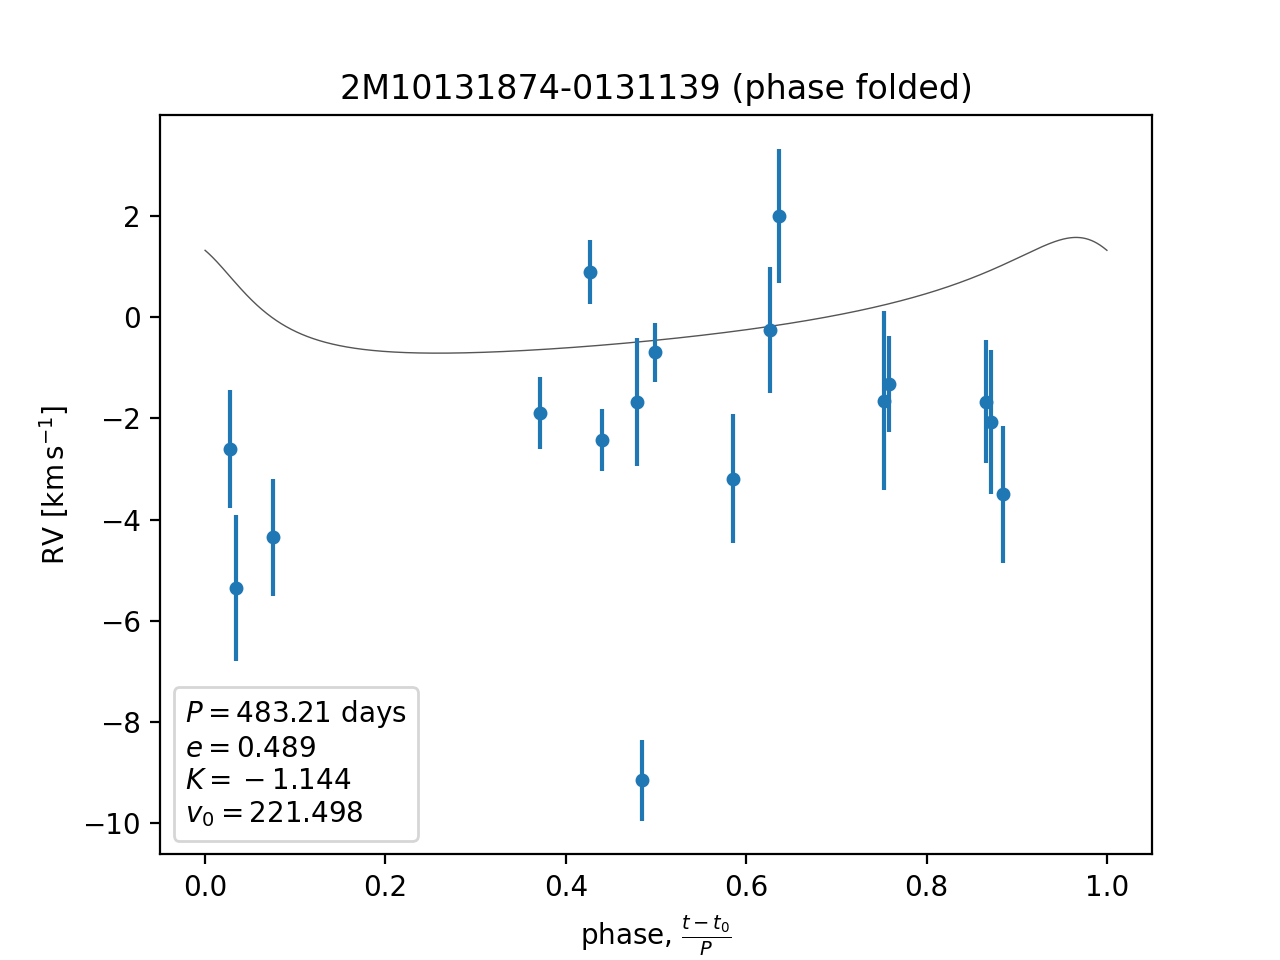 2M10131874-0131139 (phase folded)
RV [km s⁻¹]
2
0
−2
−4
−6
−8
−10
P = 483.21 days
e = 0.489
K = −1.144
v₀ = 221.498
0.0 0.2 0.4 0.6 0.8 1.0
phase, (t − t₀)/P